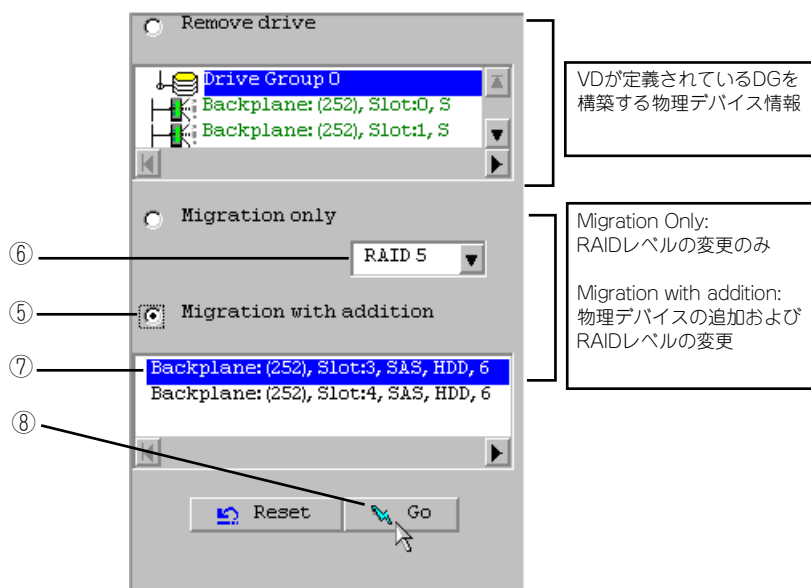 Remove drive
Drive Group 0
Backplane: (252), Slot:0, S
Backplane: (252), Slot:1, S
VDが定義されているDGを
構築する物理デバイス情報
Migration only
⑥
RAID 5
⑤
Migration with addition
Migration Only:
RAIDレベルの変更のみ
Migration with addition:
物理デバイスの追加および
RAIDレベルの変更
⑦
Backplane: (252), Slot:3, SAS, HDD, 6
Backplane: (252), Slot:4, SAS, HDD, 6
⑧
Reset
Go